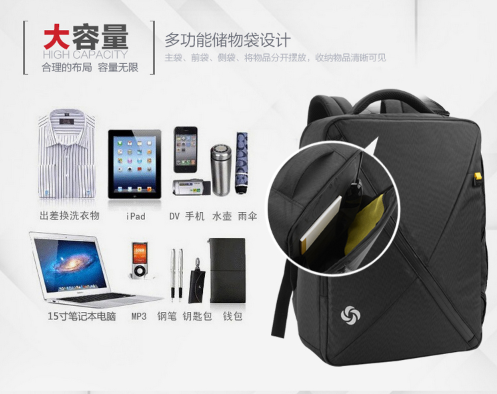 大容量
HIGH CAPACITY
合理的布局 容量无限
多功能储物袋设计
主袋、前袋、侧袋、将物品分开摆放，收纳物品清晰可见
出差换洗衣物 iPad DV 手机 水壶 雨伞
15寸笔记本电脑 MP3 钢笔 钥匙包 钱包